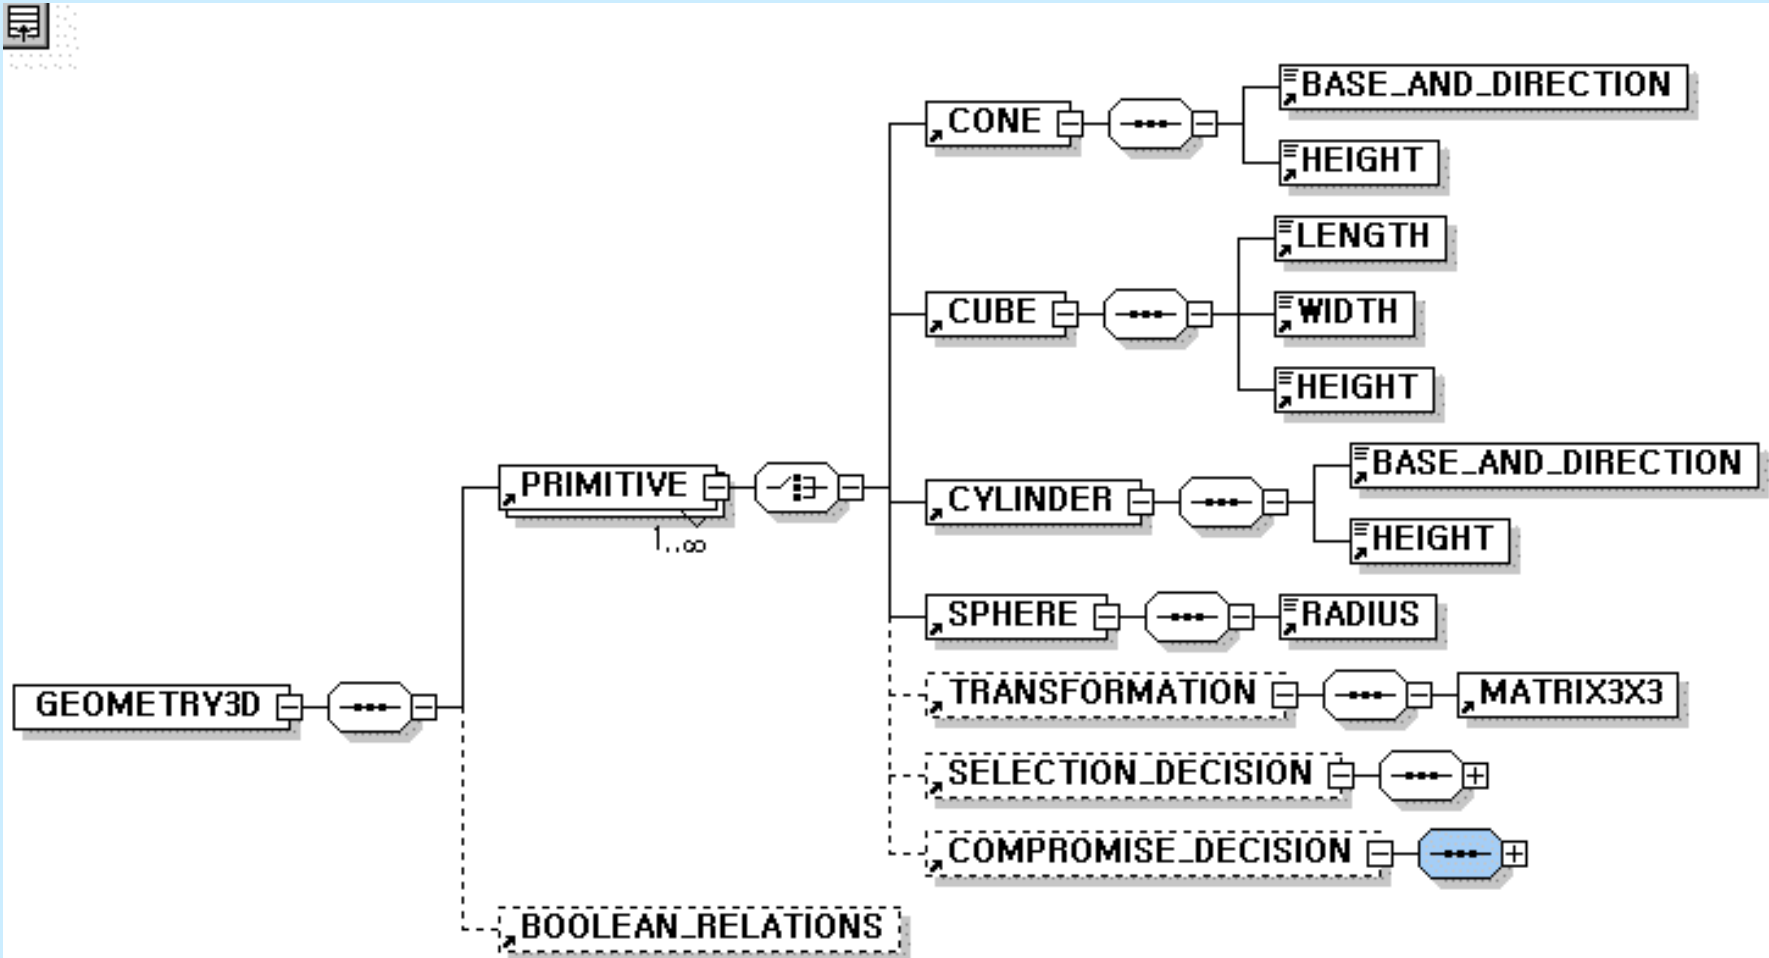 BASE_AND_DIRECTION
CONE
HEIGHT
LENGTH
CUBE
WIDTH
HEIGHT
BASE_AND_DIRECTION
PRIMITIVE
CYLINDER
1..∞
HEIGHT
SPHERE
RADIUS
GEOMETRY3D
TRANSFORMATION
MATRIX3X3
SELECTION_DECISION
COMPROMISE_DECISION
BOOLEAN_RELATIONS